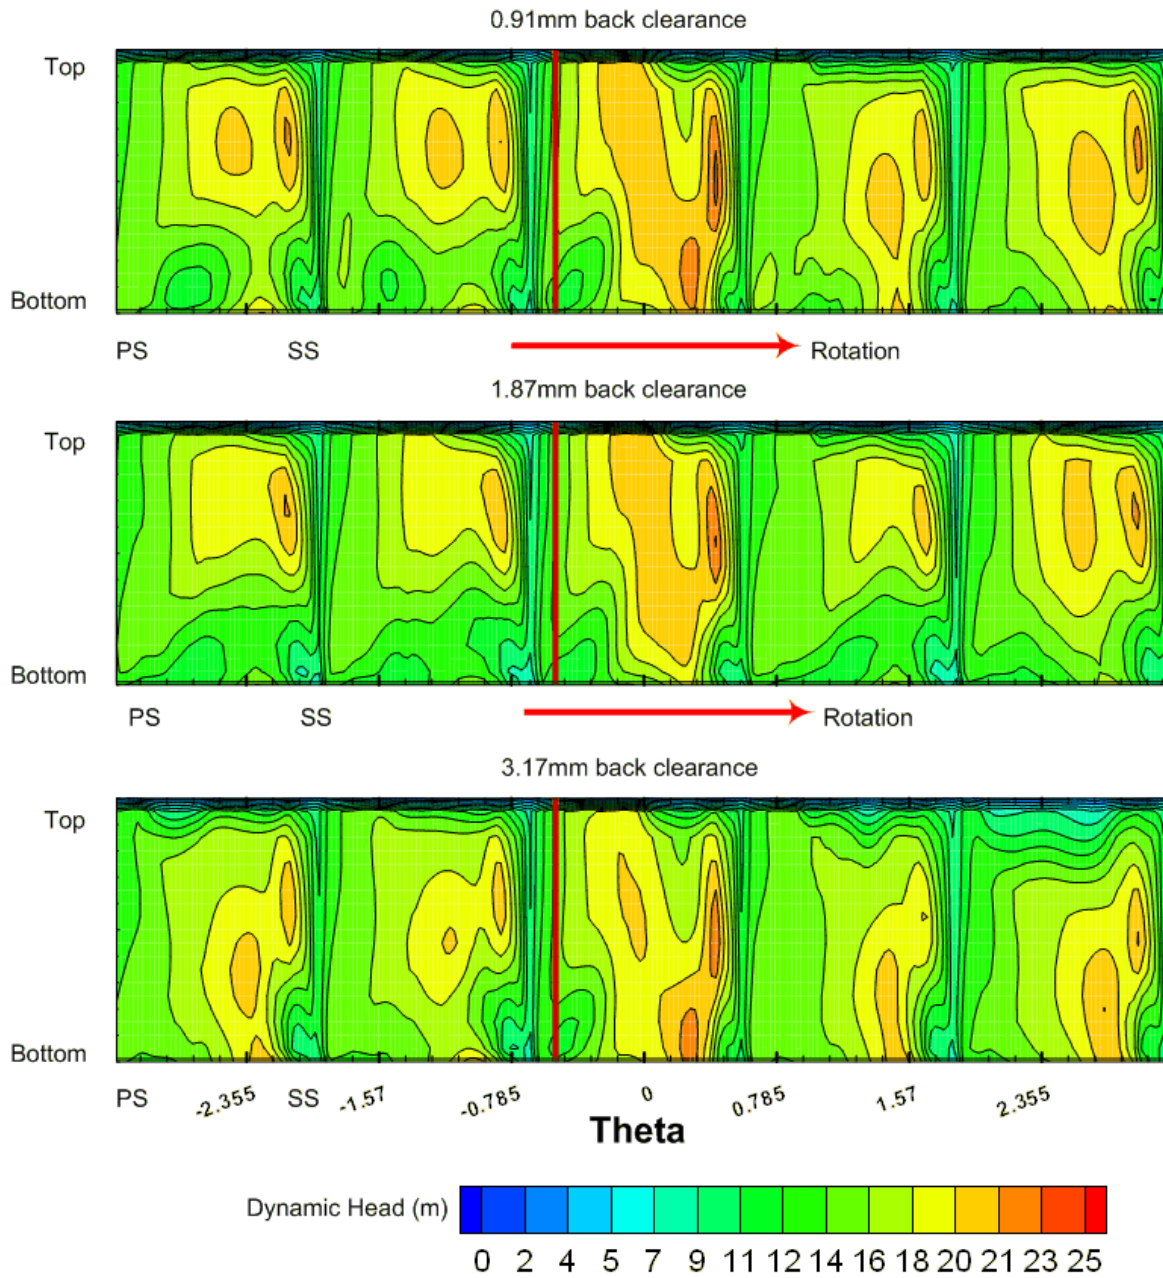 0.91mm back clearance
Top
Bottom
PS SS Rotation
1.87mm back clearance
Top
Bottom
PS SS Rotation
3.17mm back clearance
Top
Bottom
PS -2.355 SS -1.57 -0.785 0 0.785 1.57 2.355
Theta
Dynamic Head (m)
0 2 4 5 7 9 11 12 14 16 18 20 21 23 25